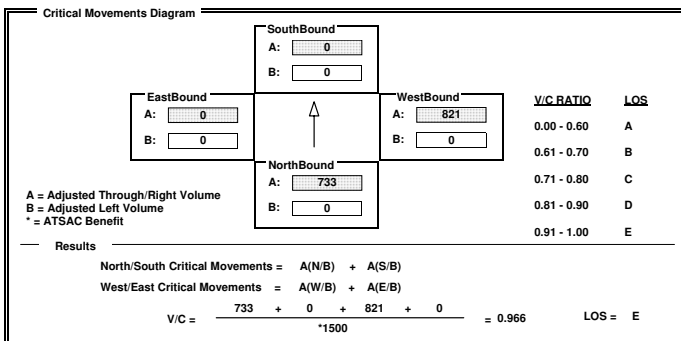 Critical Movements Diagram
SouthBound
A: 0
B: 0
EastBound
A: 0
B: 0
WestBound
A: 821
B: 0
V/C RATIO LOS
0.00 - 0.60 A
0.61 - 0.70 B
0.71 - 0.80 C
0.81 - 0.90 D
0.91 - 1.00 E
NorthBound
A: 733
B: 0
A = Adjusted Through/Right Volume
B = Adjusted Left Volume
* = ATSAC Benefit
Results
North/South Critical Movements = A(N/B) + A(S/B)
West/East Critical Movements = A(W/B) + A(E/B)
733 + 0 + 821 + 0
V/C = = 0.966 LOS = E
*1500